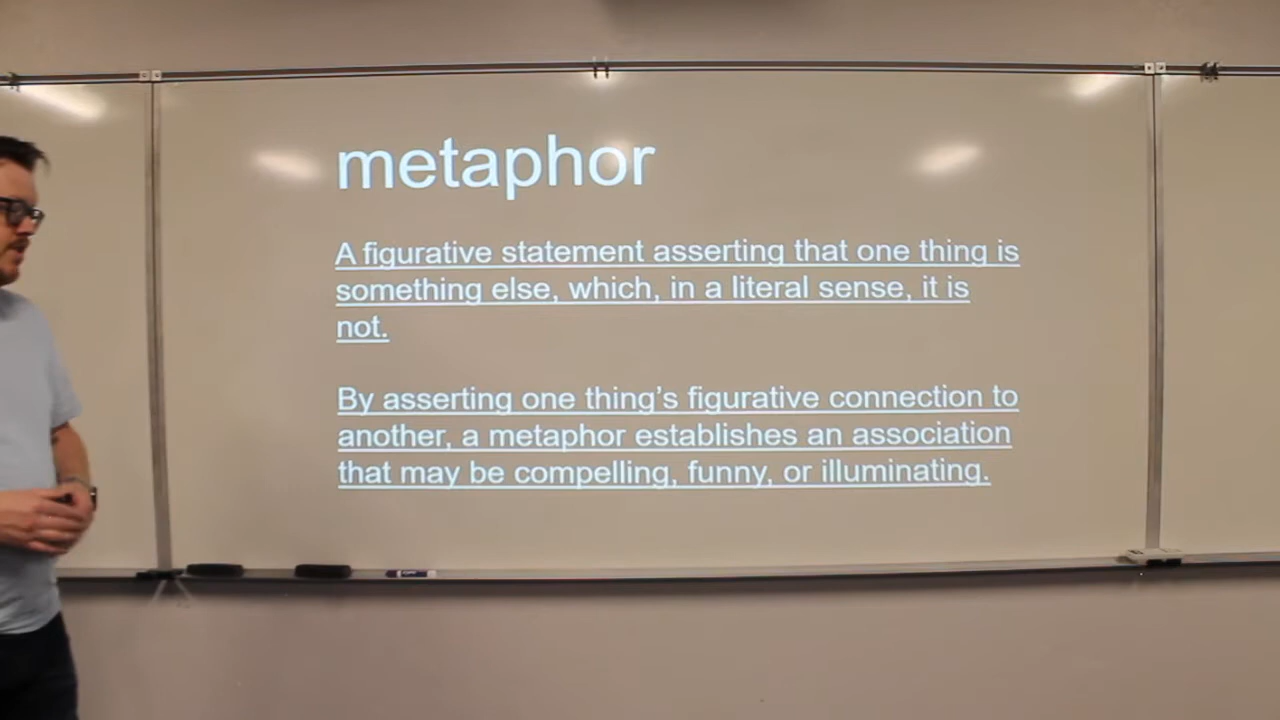 metaphor
A figurative statement asserting that one thing is
something else, which, in a literal sense, it is
not.
By asserting one thing's figurative connection to
another, a metaphor establishes an association
that may be compelling, funny, or illuminating.